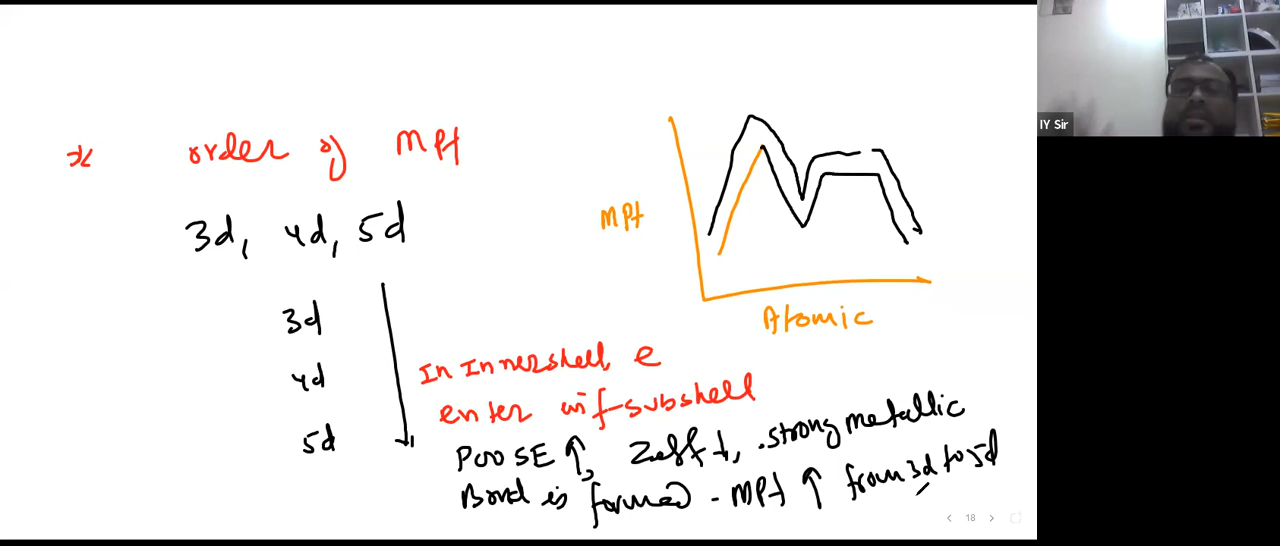 * order of MPt
3d, 4d, 5d
3d
4d
5d
In Innershell, e
enter inf-subshell
Poor SE ↑, Zeff ↓, strong metallic
Bond is formed - MPt ↑ from 3d to 5d
MPt
Atomic
IY Sir
18